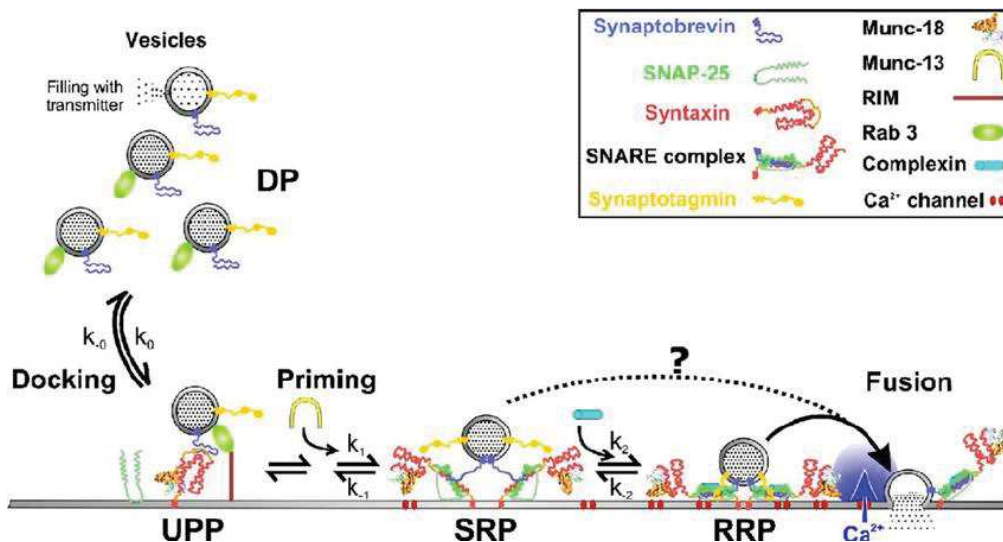 Vesicles
Filling with
transmitter
DP
Synaptobrevin
SNAP-25
Syntaxin
SNARE complex
Synaptotagmin
Munc-18
Munc-13
RIM
Rab 3
Complexin
Ca²⁺ channel
k-0
k0
Docking
Priming
?
Fusion
k1
k-1
k2
k-2
UPP
SRP
RRP
Ca²⁺